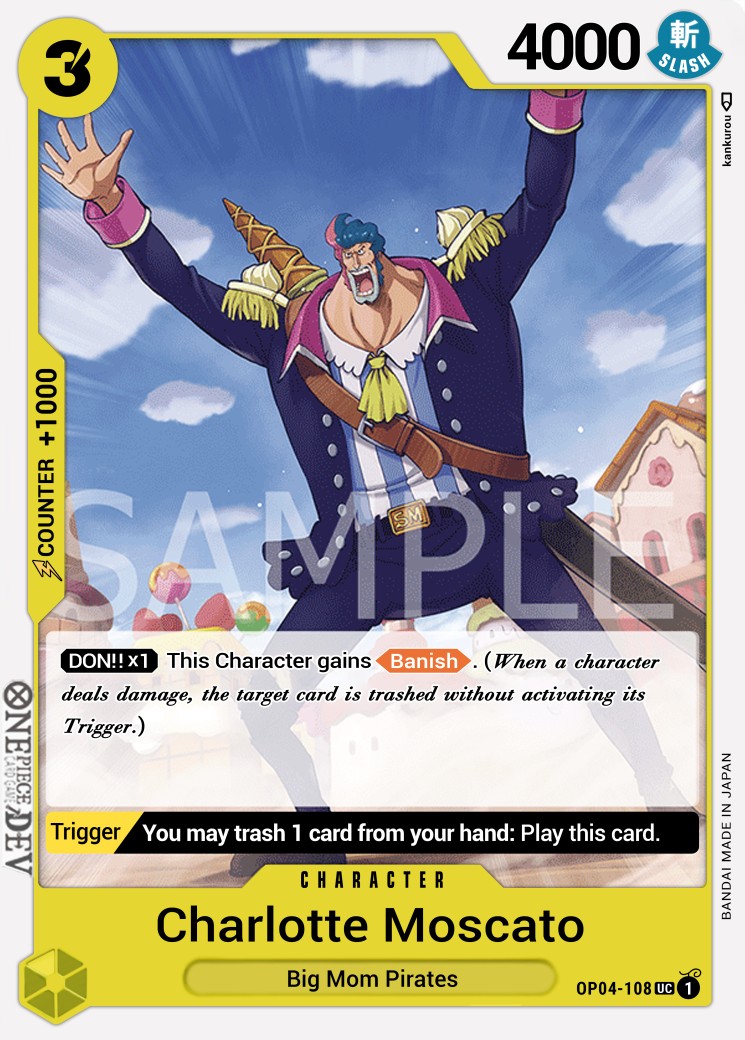 3
4000
斬
SLASH
kankurou
COUNTER +1000
SM
SAMPLE
DON!! x1 This Character gains Banish. (When a character
deals damage, the target card is trashed without activating its
Trigger.)
ONE PIECE
CARD GAME
DEV
Trigger You may trash 1 card from your hand: Play this card.
BANDAI MADE IN JAPAN
CHARACTER
Charlotte Moscato
Big Mom Pirates
OP04-108 UC 1